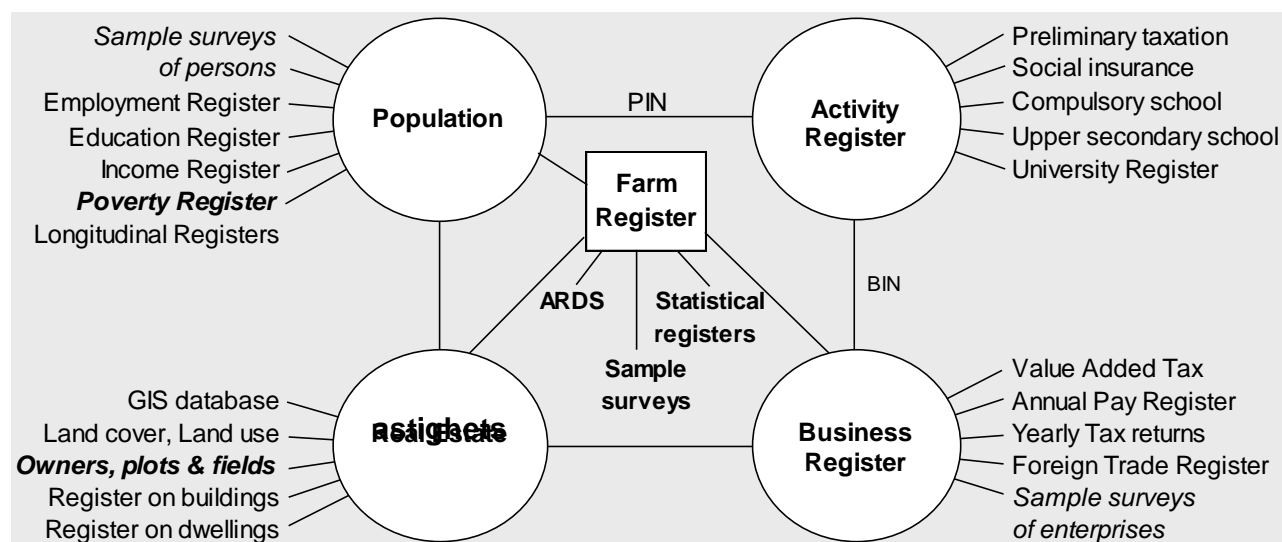 Sample surveys
of persons
Employment Register
Education Register
Income Register
Poverty Register
Longitudinal Registers
Population
PIN
Activity
Register
Preliminary taxation
Social insurance
Compulsory school
Upper secondary school
University Register
Farm
Register
ARDS
Statistical
registers
Sample
surveys
BIN
GIS database
Land cover, Land use
Owners, plots & fields
Register on buildings
Register on dwellings
astighets
Real Estate
Business
Register
Value Added Tax
Annual Pay Register
Yearly Tax returns
Foreign Trade Register
Sample surveys
of enterprises